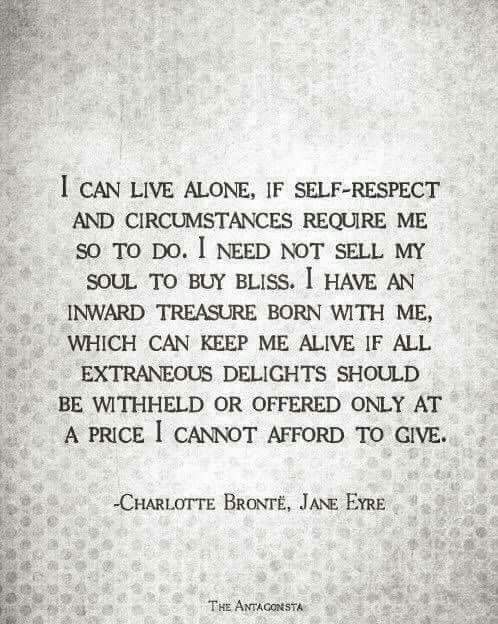 I CAN LIVE ALONE, IF SELF-RESPECT
AND CIRCUMSTANCES REQUIRE ME
SO TO DO. I NEED NOT SELL MY
SOUL TO BUY BLISS. I HAVE AN
INWARD TREASURE BORN WITH ME,
WHICH CAN KEEP ME ALIVE IF ALL
EXTRANEOUS DELIGHTS SHOULD
BE WITHHELD OR OFFERED ONLY AT
A PRICE I CANNOT AFFORD TO GIVE.
-CHARLOTTE BRONTË, JANE EYRE
THE ANTAGONISTA